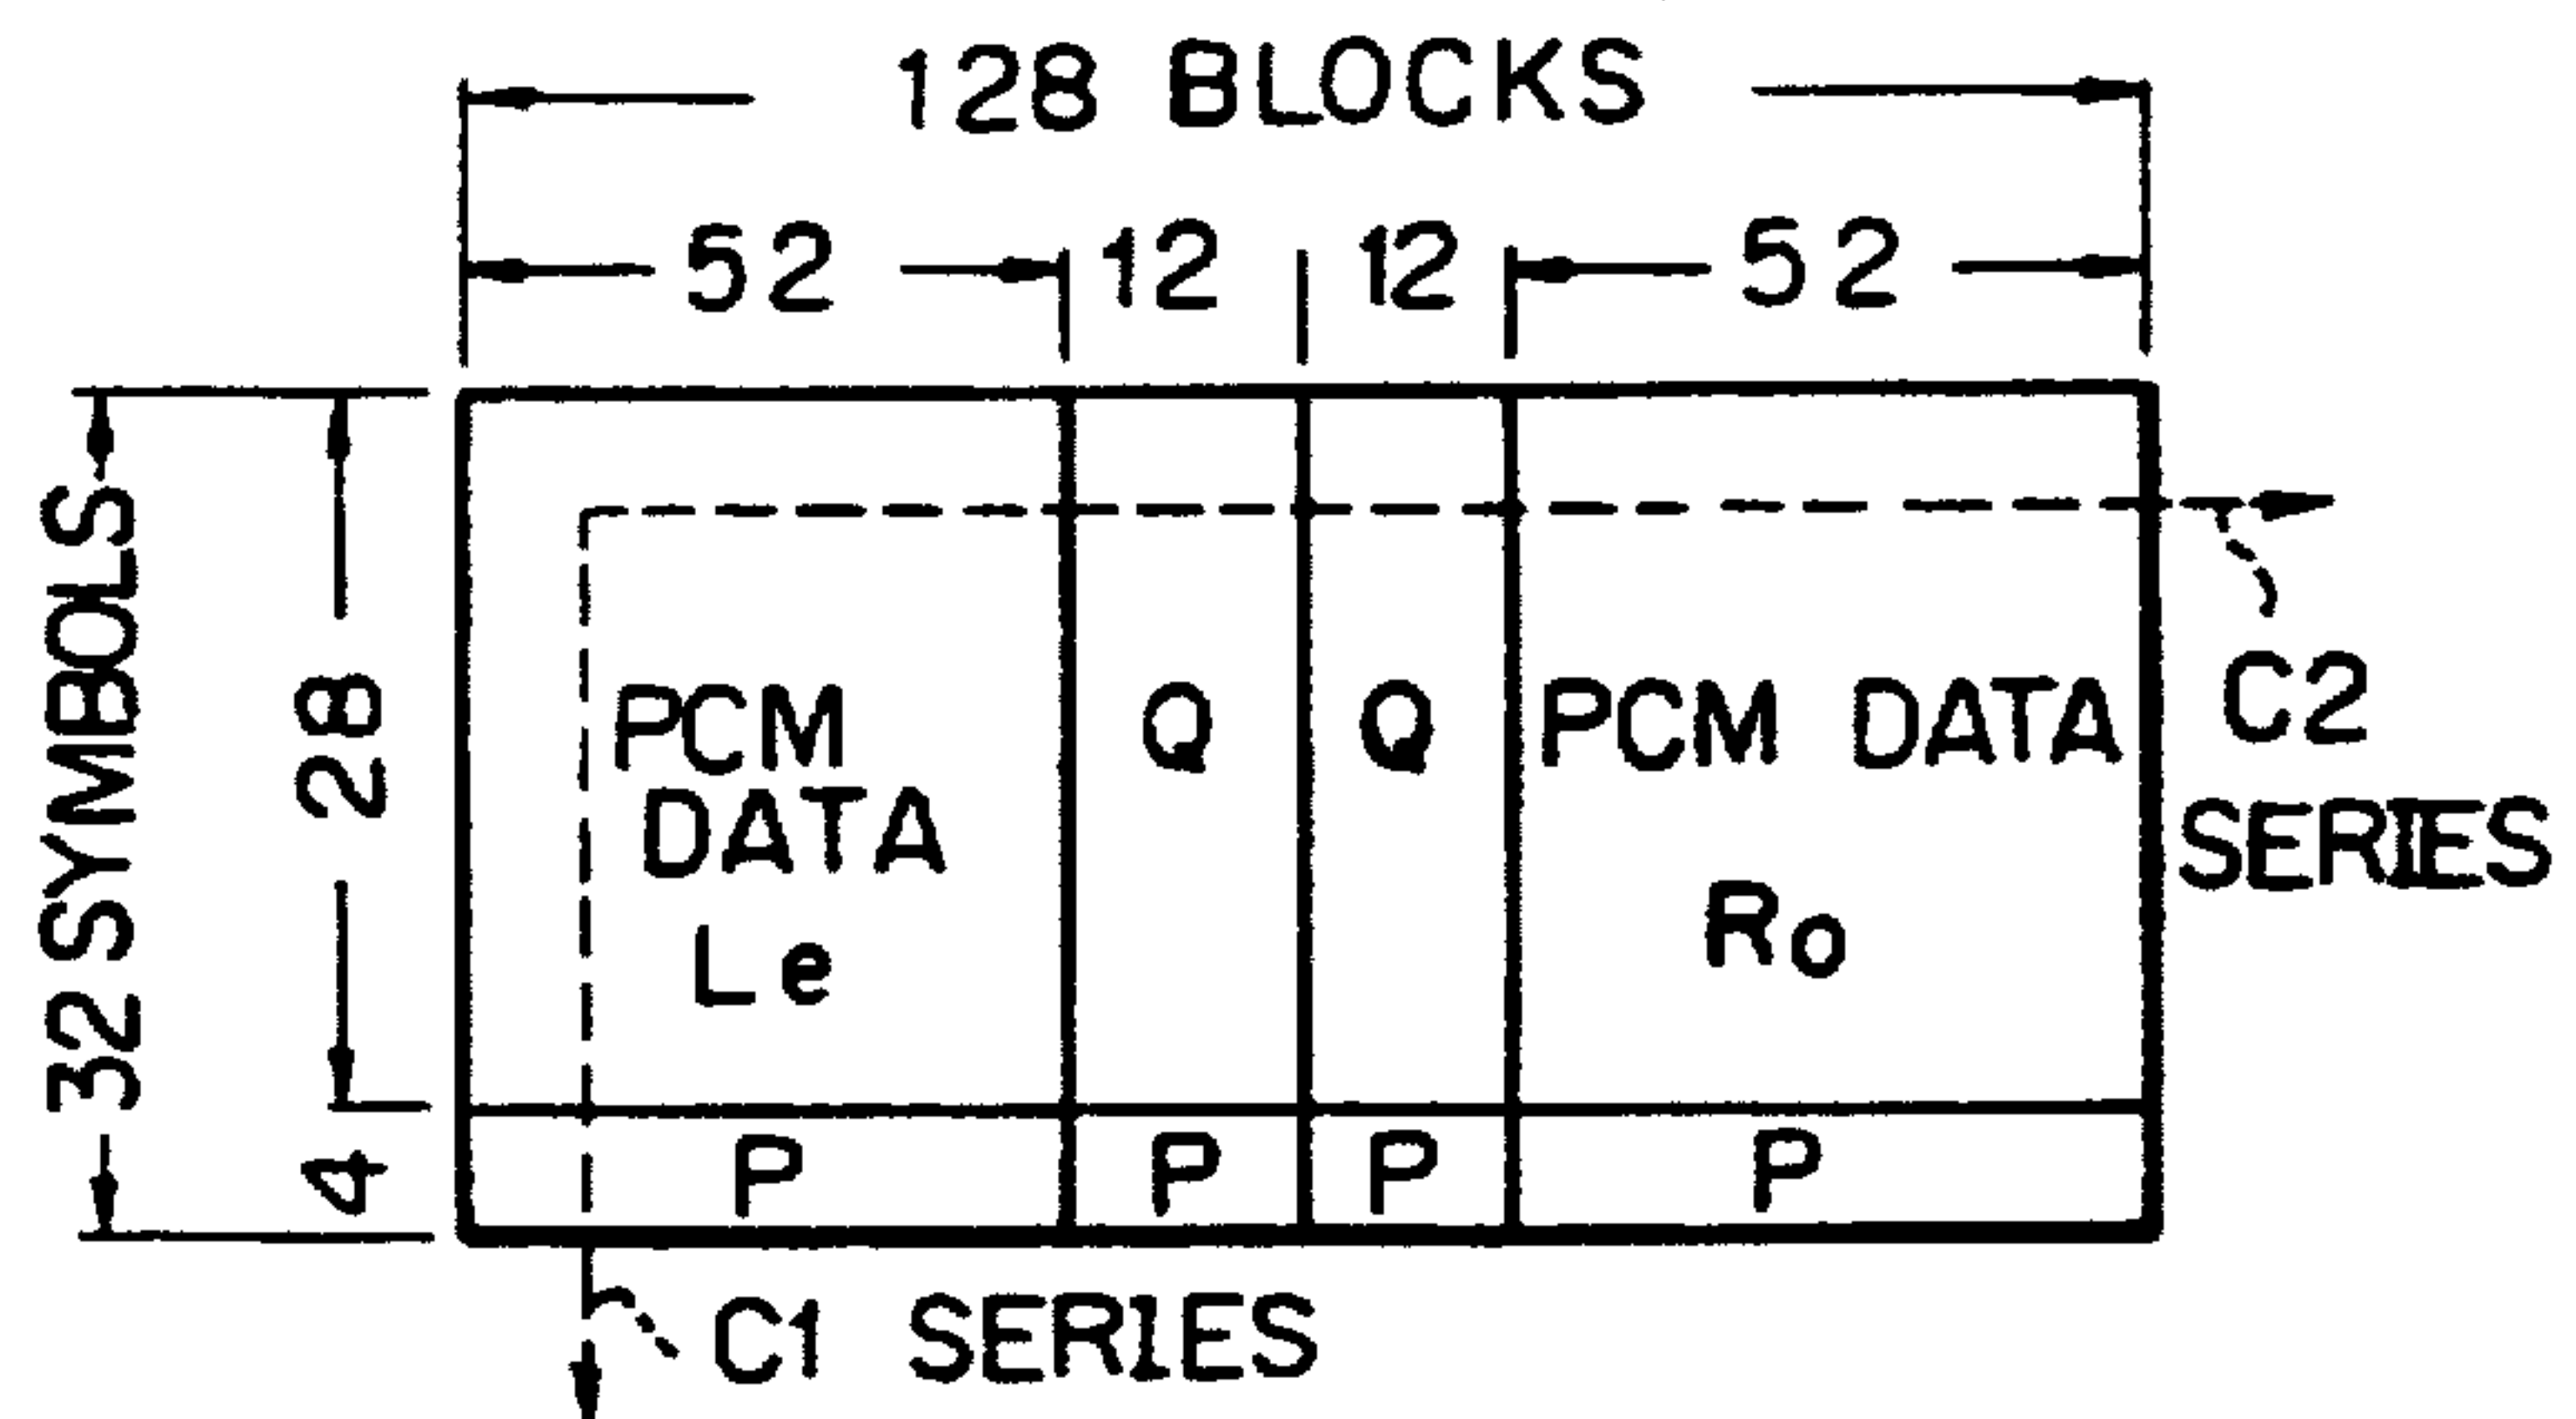 128 BLOCKS
52 12 12 52
32 SYMBOLS
28
4
PCM
DATA
Le
Q
Q
PCM DATA
Ro
C2
SERIES
P P P P
C1 SERIES